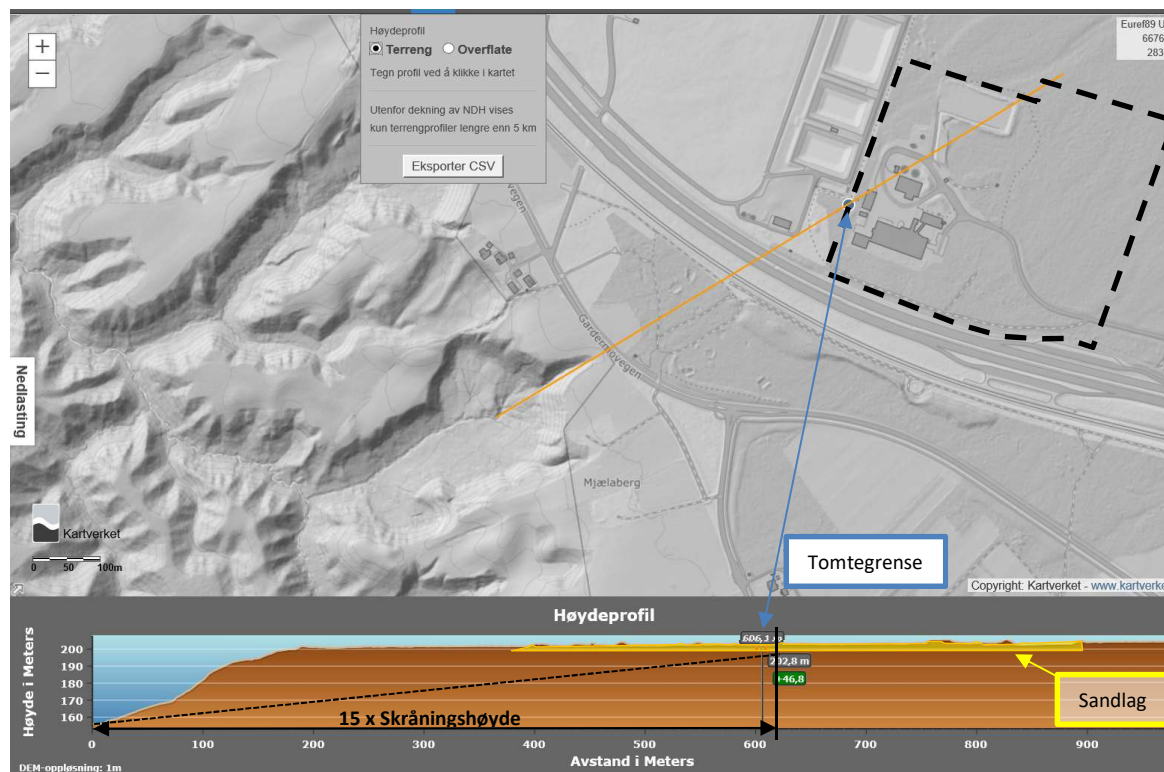 Høydeprofil
Terreng Overflate
Tegn profil ved å klikke i kartet
Utenfor dekning av NDH vises
kun terrengprofiler lengre enn 5 km
Eksporter CSV
Euref89 U
6676
283
+
−
Nedlasting
Gardermovegen
Mjælaberg
Kartverket
0 50 100m
Tomtegrense
Copyright: Kartverket - www.kartverke
Høydeprofil
Høyde i Meters
200
190
180
170
160
606,1 m
202,8 m
+46,8
Sandlag
15 x Skråningshøyde
0 100 200 300 400 500 600 700 800 900
Avstand i Meters
DEM-oppløsning: 1m